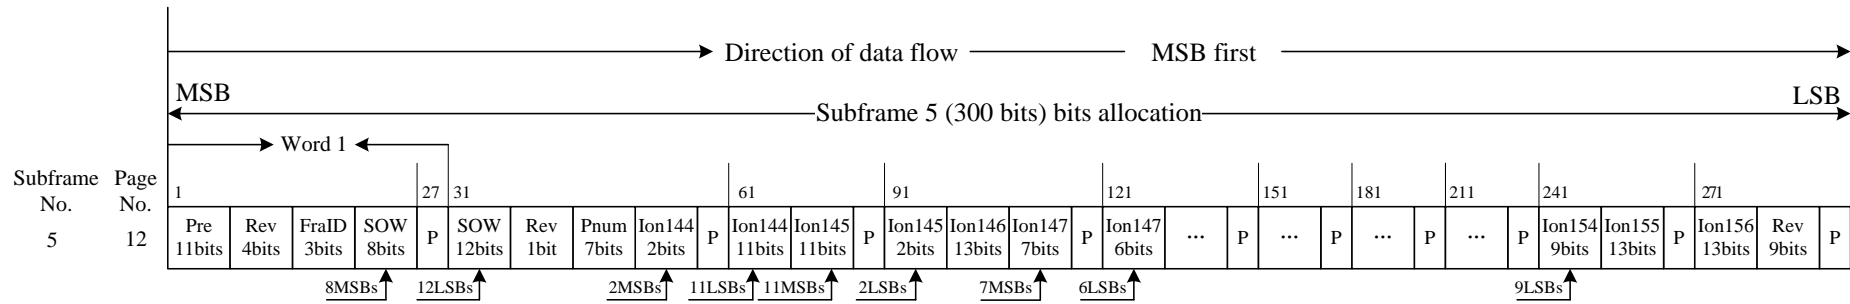 Direction of data flow MSB first
MSB LSB
Subframe 5 (300 bits) bits allocation
Word 1
Subframe Page
No. No.
1 27 31 61 91 121 151 181 211 241 271
5 12
Pre 11bits
Rev 4bits
FraID 3bits
SOW 8bits
P
SOW 12bits
Rev 1bit
Pnum 7bits
Ion144 2bits
P
Ion144 11bits
Ion145 11bits
P
Ion145 2bits
Ion146 13bits
Ion147 7bits
P
Ion147 6bits
...
P
...
P
...
P
...
P
Ion154 9bits
Ion155 13bits
P
Ion156 13bits
Rev 9bits
P
8MSBs 12LSBs 2MSBs 11LSBs 11MSBs 2LSBs 7MSBs 6LSBs 9LSBs